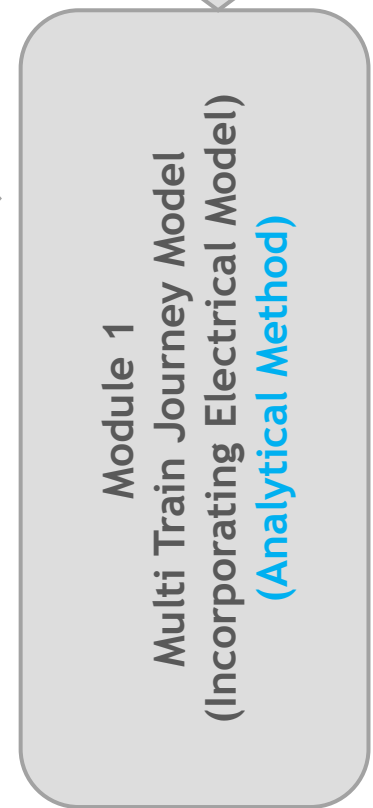 Module 1
Multi Train Journey Model
(Incorporating Electrical Model)
(Analytical Method)